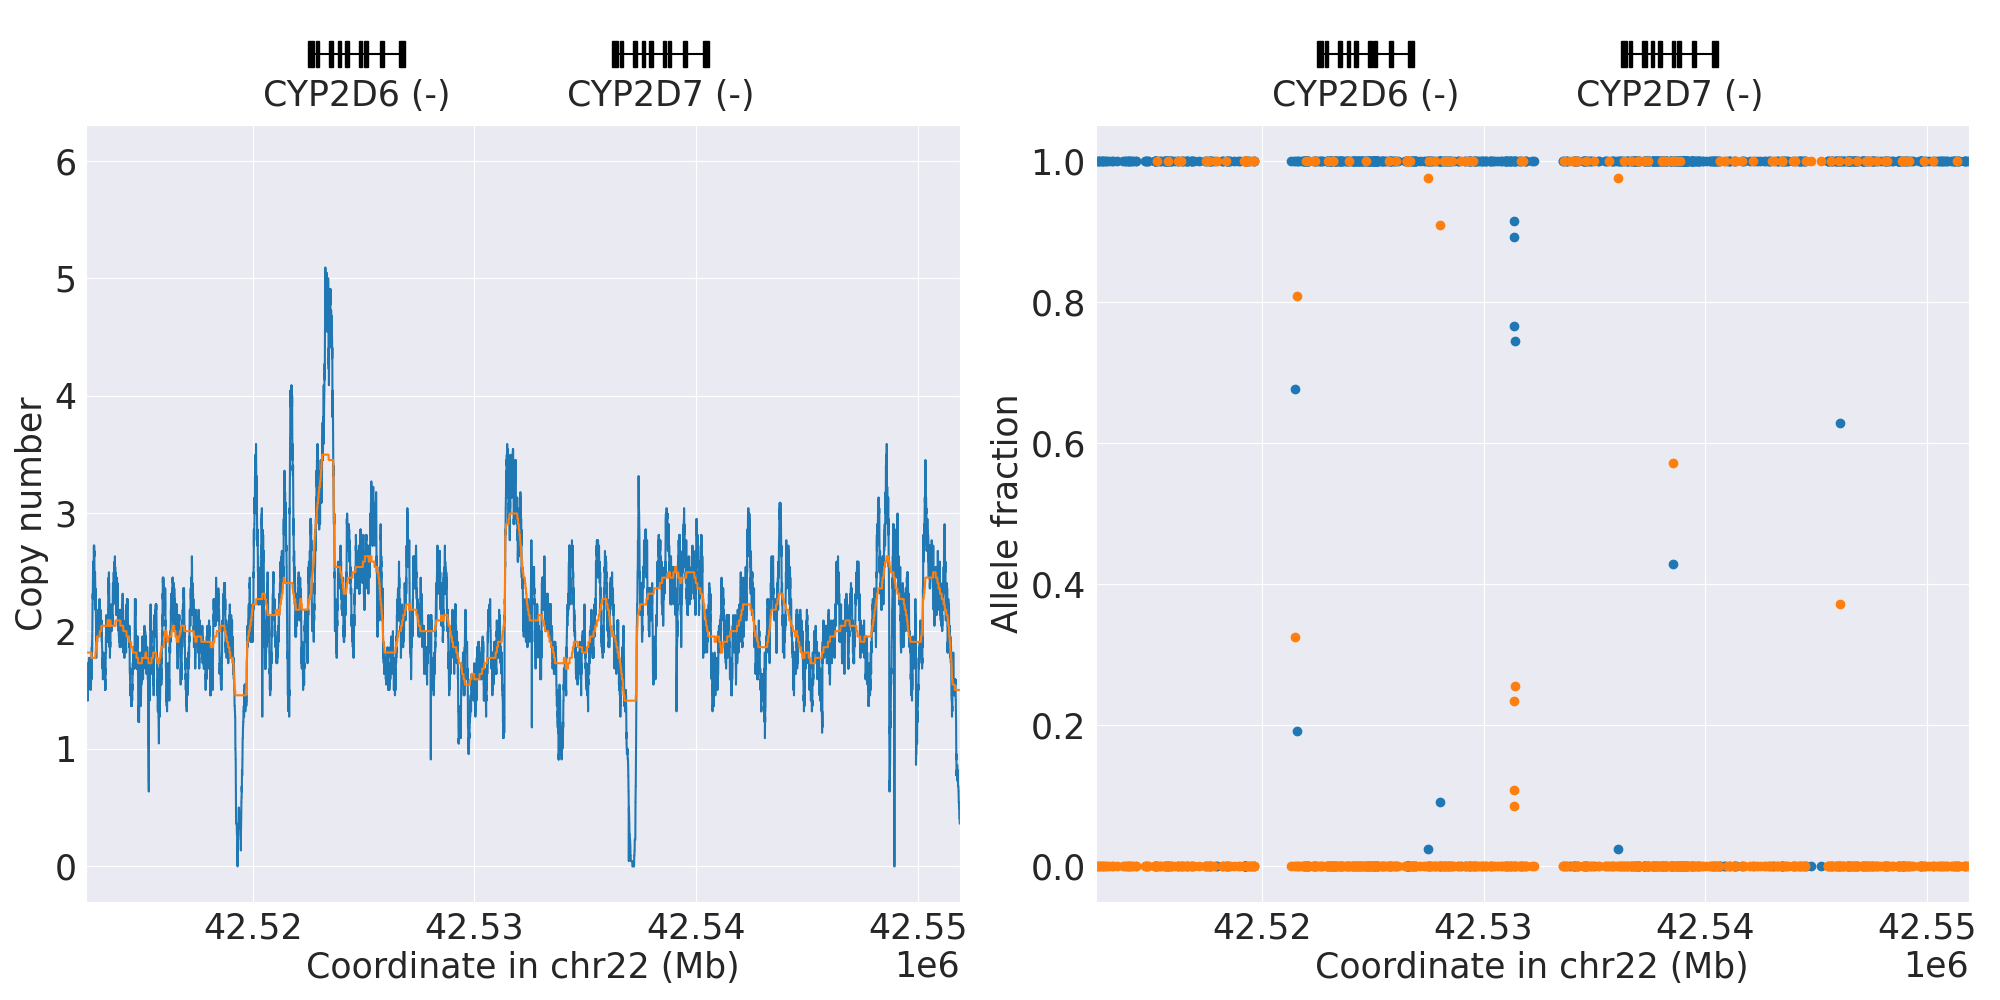 CYP2D6 (-) CYP2D7 (-)
6
5
4
3
2
1
0
Copy number
42.52 42.53 42.54 42.55
Coordinate in chr22 (Mb) 1e6
CYP2D6 (-) CYP2D7 (-)
1.0
0.8
0.6
0.4
0.2
0.0
Allele fraction
42.52 42.53 42.54 42.55
Coordinate in chr22 (Mb) 1e6